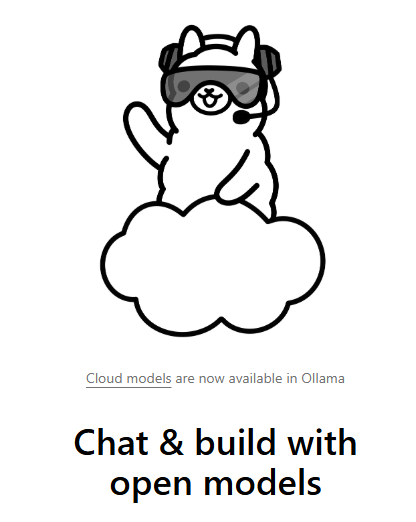 Cloud models are now available in Ollama
Chat & build with
open models